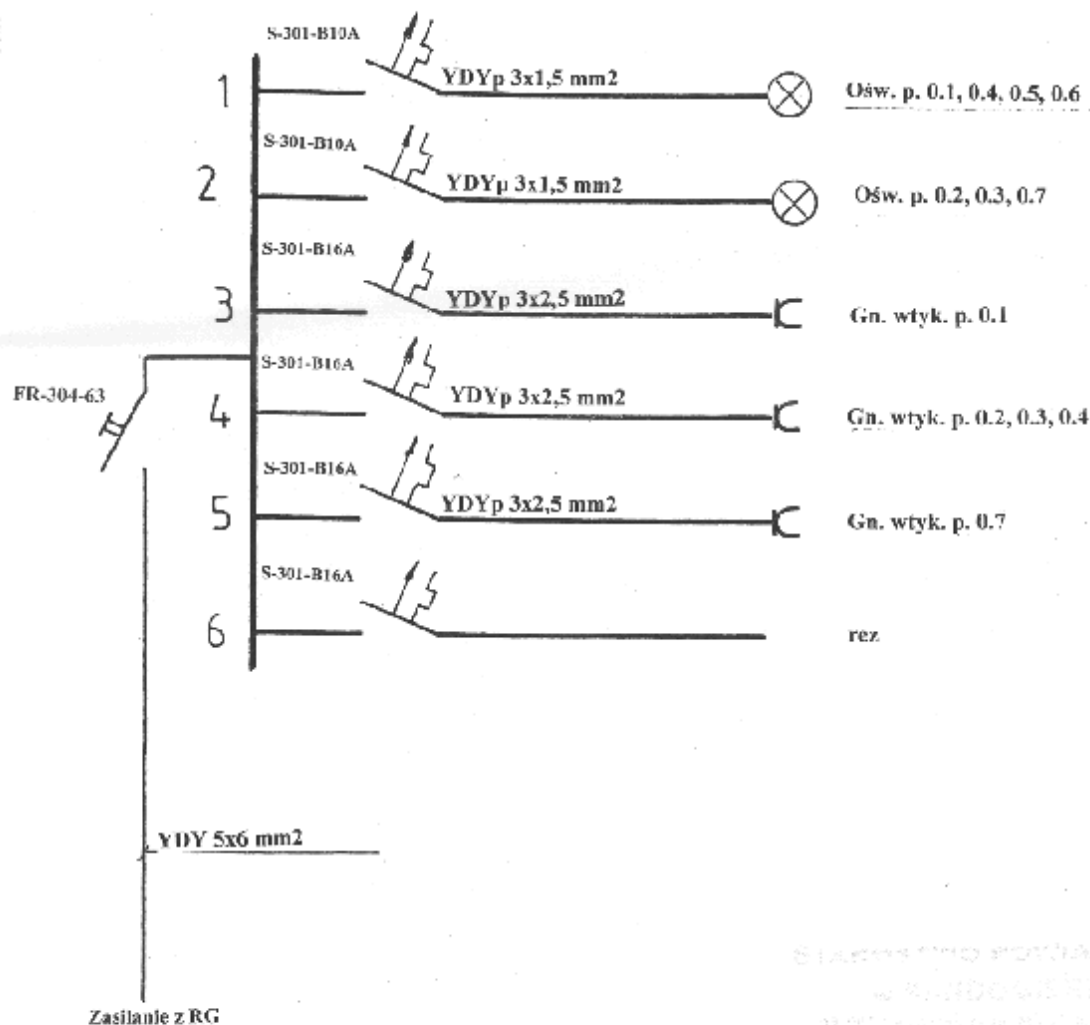 S-301-B10A
1
YDYp 3x1,5 mm2
Ośw. p. 0.1, 0.4, 0.5, 0.6
S-301-B10A
2
YDYp 3x1,5 mm2
Ośw. p. 0.2, 0.3, 0.7
S-301-B16A
3
YDYp 3x2,5 mm2
Gn. wtyk. p. 0.1
FR-304-63
S-301-B16A
4
YDYp 3x2,5 mm2
Gn. wtyk. p. 0.2, 0.3, 0.4
S-301-B16A
5
YDYp 3x2,5 mm2
Gn. wtyk. p. 0.7
S-301-B16A
6
rez
YDY 5x6 mm2
Zasilanie z RG